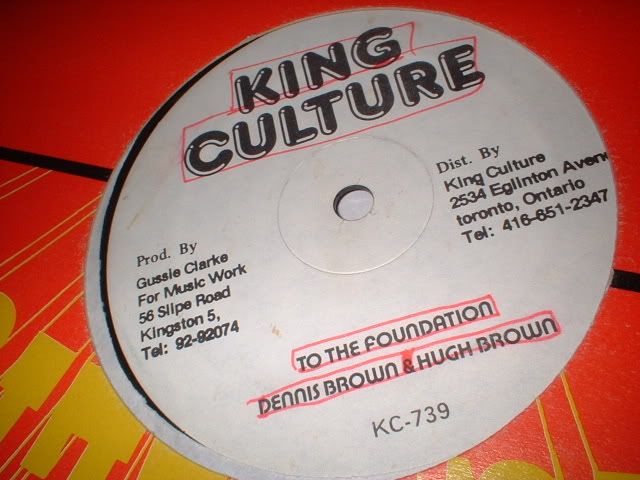 KING
CULTURE
Prod. By
Gussie Clarke
For Music Work
56 Slipe Road
Kingston 5,
Tel: 92-92074
Dist. By
King Culture
2534 Eglinton Avenu
toronto, Ontario
Tel: 416-651-2347
TO THE FOUNDATION
DENNIS BROWN & HUGH BROWN
KC-739